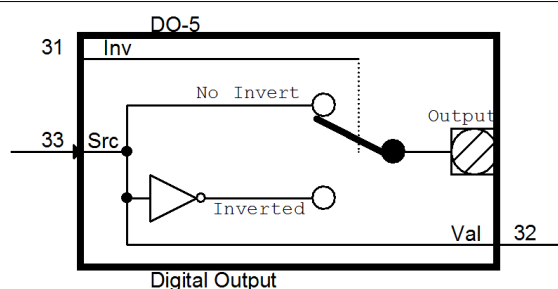 DO-5
31
Inv
No Invert
Output
33
Src
Inverted
Val
32
Digital Output